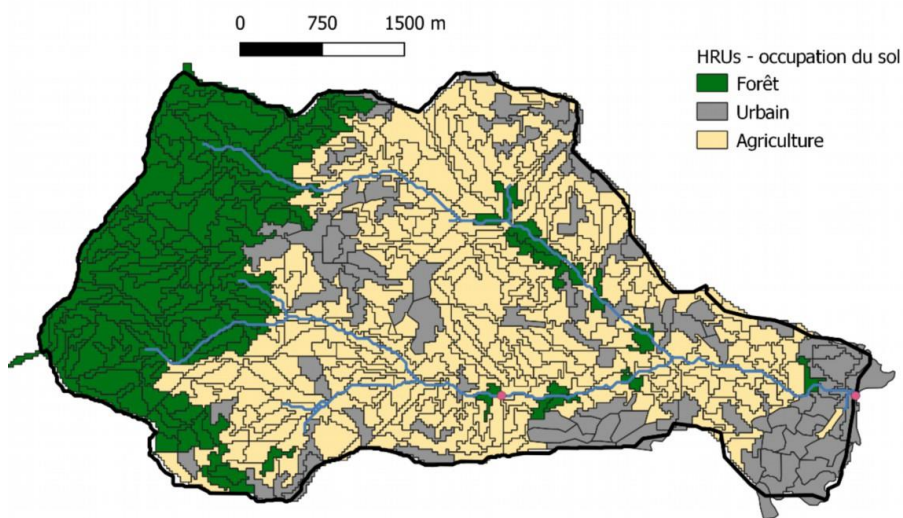 0 750 1500 m
HRUs - occupation du sol
Forêt
Urbain
Agriculture